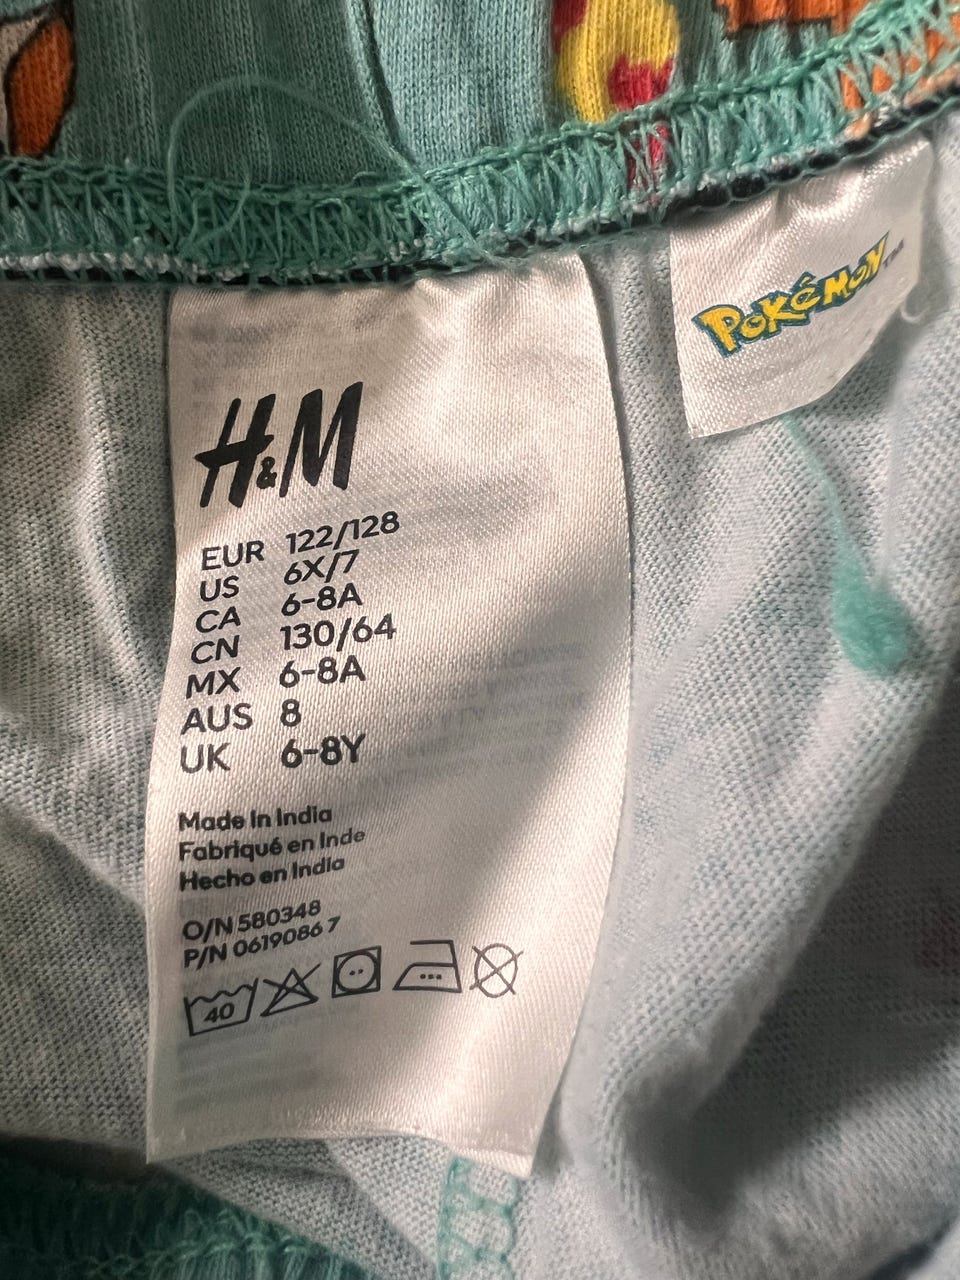 POKéMON™
H&M
EUR 122/128
US 6X/7
CA 6-8A
CN 130/64
MX 6-8A
AUS 8
UK 6-8Y
Made In India
Fabriqué en Inde
Hecho en India
O/N 580348
P/N 0619086 7
40